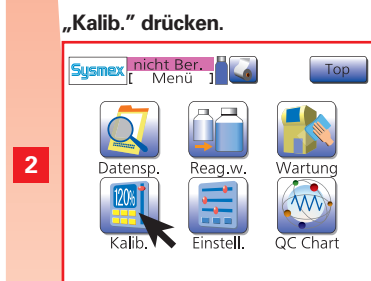 „Kalib.” drücken.
Sysmex nicht Ber.
[ Menü ]
Top
2
Datensp. Reag.w. Wartung
120%
Kalib. Einstell. QC Chart